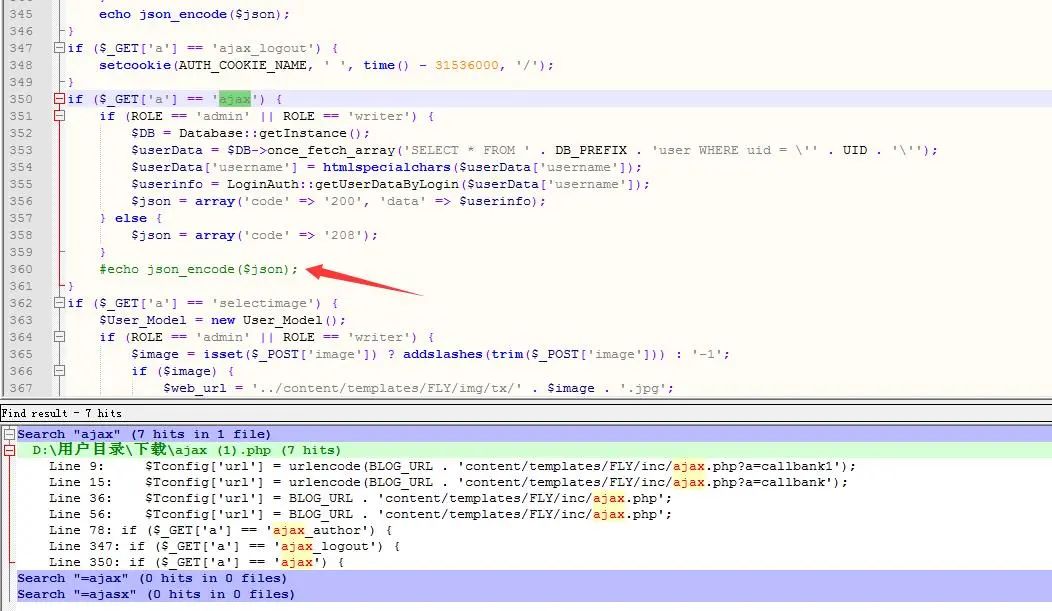 345 echo json_encode($json);
346 }
347 if ($_GET['a'] == 'ajax_logout') {
348 setcookie(AUTH_COOKIE_NAME, ' ', time() - 31536000, '/');
349 }
350 if ($_GET['a'] == 'ajax') {
351 if (ROLE == 'admin' || ROLE == 'writer') {
352 $DB = Database::getInstance();
353 $userData = $DB->once_fetch_array('SELECT * FROM ' . DB_PREFIX . 'user WHERE uid = \'' . UID . '\'');
354 $userData['username'] = htmlspecialchars($userData['username']);
355 $userinfo = LoginAuth::getUserDataByLogin($userData['username']);
356 $json = array('code' => '200', 'data' => $userinfo);
357 } else {
358 $json = array('code' => '208');
359 }
360 #echo json_encode($json);
361 }
362 if ($_GET['a'] == 'selectimage') {
363 $User_Model = new User_Model();
364 if (ROLE == 'admin' || ROLE == 'writer') {
365 $image = isset($_POST['image']) ? addslashes(trim($_POST['image'])) : '-1';
366 if ($image) {
367 $web_url = '../content/templates/FLY/img/tx/' . $image . '.jpg';
Find result - 7 hits
Search "ajax" (7 hits in 1 file)
D:\用户目录\下载\ajax (1).php (7 hits)
Line 9: $Tconfig['url'] = urlencode(BLOG_URL . 'content/templates/FLY/inc/ajax.php?a=callbank1');
Line 15: $Tconfig['url'] = urlencode(BLOG_URL . 'content/templates/FLY/inc/ajax.php?a=callbank');
Line 36: $Tconfig['url'] = BLOG_URL . 'content/templates/FLY/inc/ajax.php';
Line 56: $Tconfig['url'] = BLOG_URL . 'content/templates/FLY/inc/ajax.php';
Line 78: if ($_GET['a'] == 'ajax_author') {
Line 347: if ($_GET['a'] == 'ajax_logout') {
Line 350: if ($_GET['a'] == 'ajax') {
Search "=ajax" (0 hits in 0 files)
Search "=ajasx" (0 hits in 0 files)